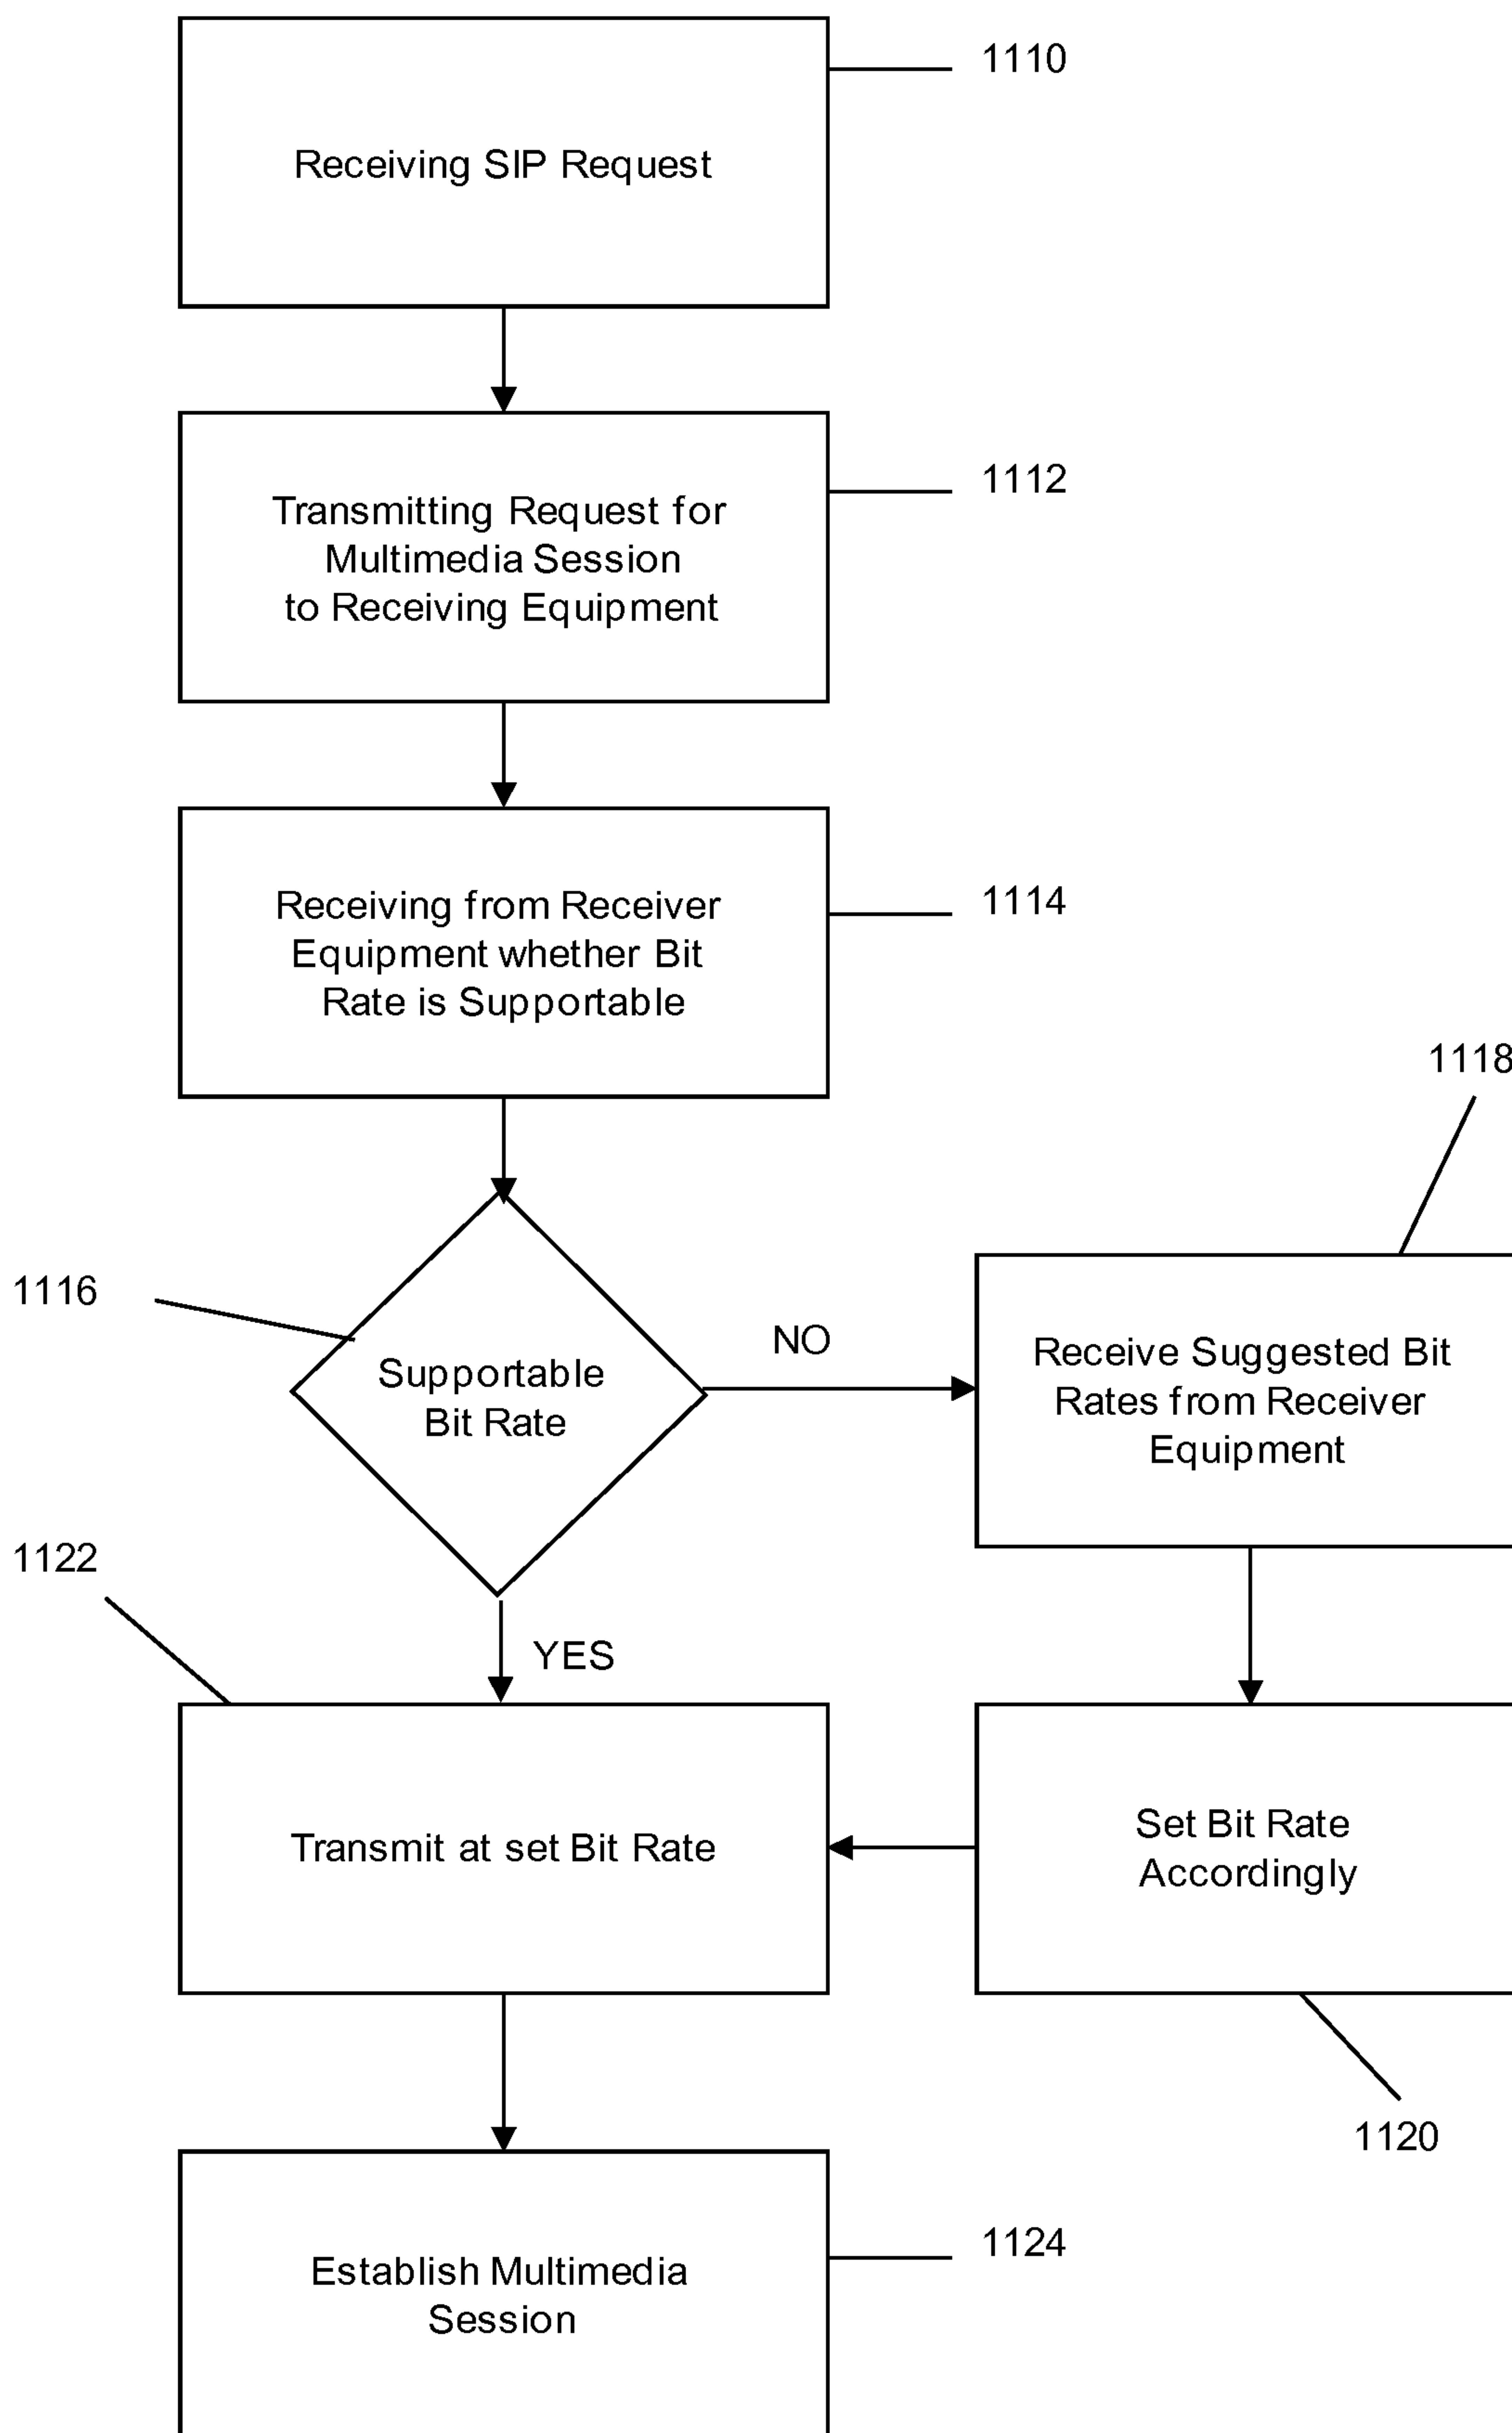 1110
Receiving SIP Request
1112
Transmitting Request for
Multimedia Session
to Receiving Equipment
1114
Receiving from Receiver
Equipment whether Bit
Rate is Supportable
1118
1116
NO
Supportable
Bit Rate
Receive Suggested Bit
Rates from Receiver
Equipment
1122
YES
Transmit at set Bit Rate
Set Bit Rate
Accordingly
1120
1124
Establish Multimedia
Session